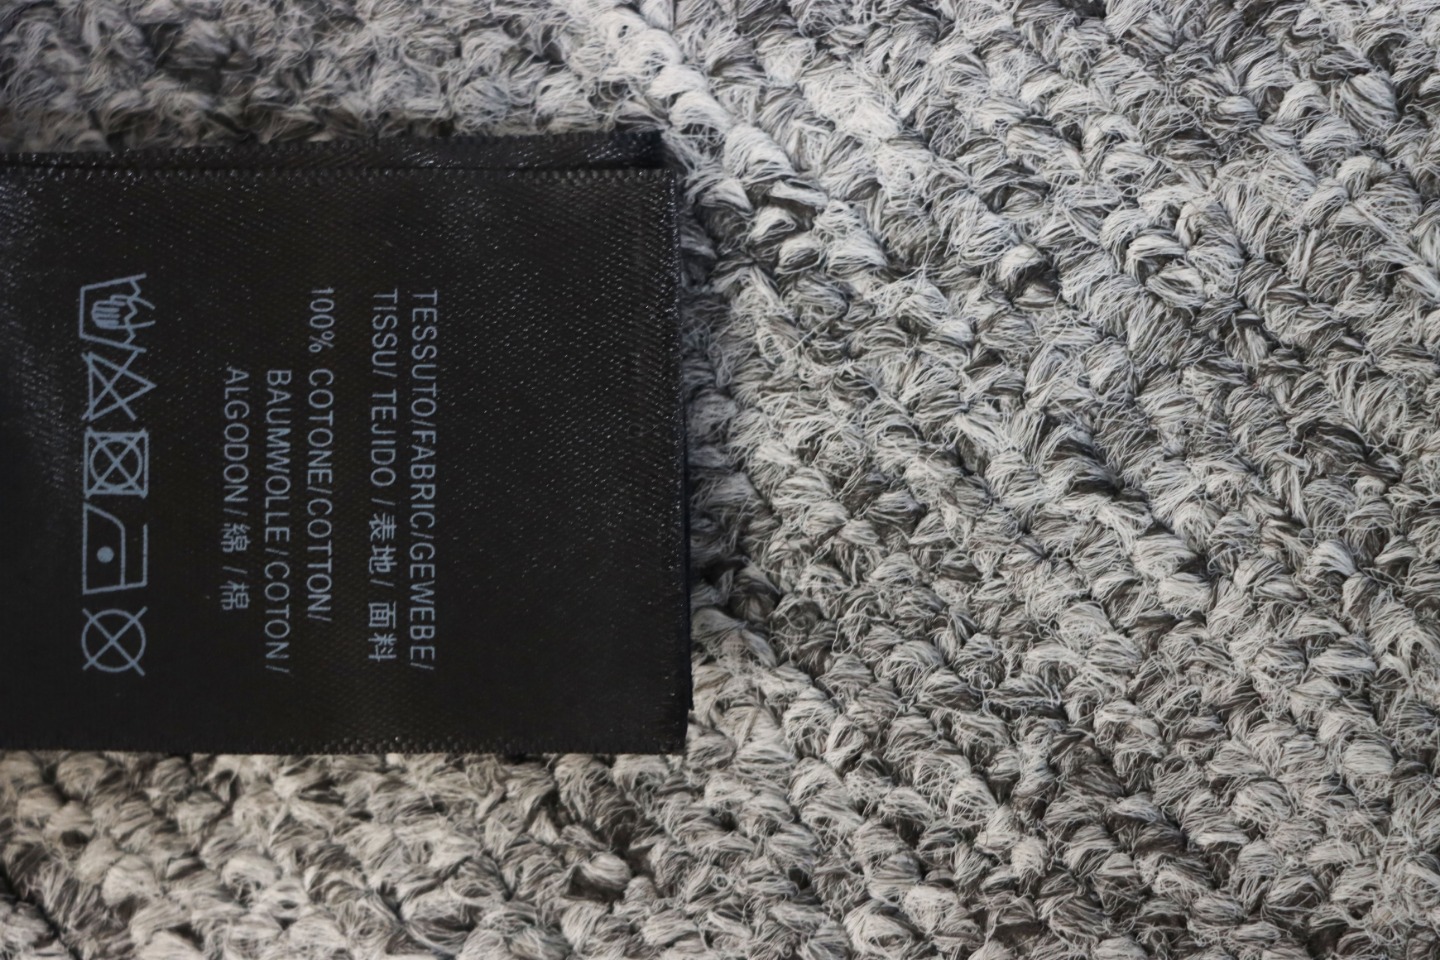 TESSUTO/FABRIC/GEWEBE/
TISSU/ TEJIDO /表地/ 面料
100% COTONE/COTTON/
BAUMWOLLE/COTON/
ALGODON/綿 / 棉